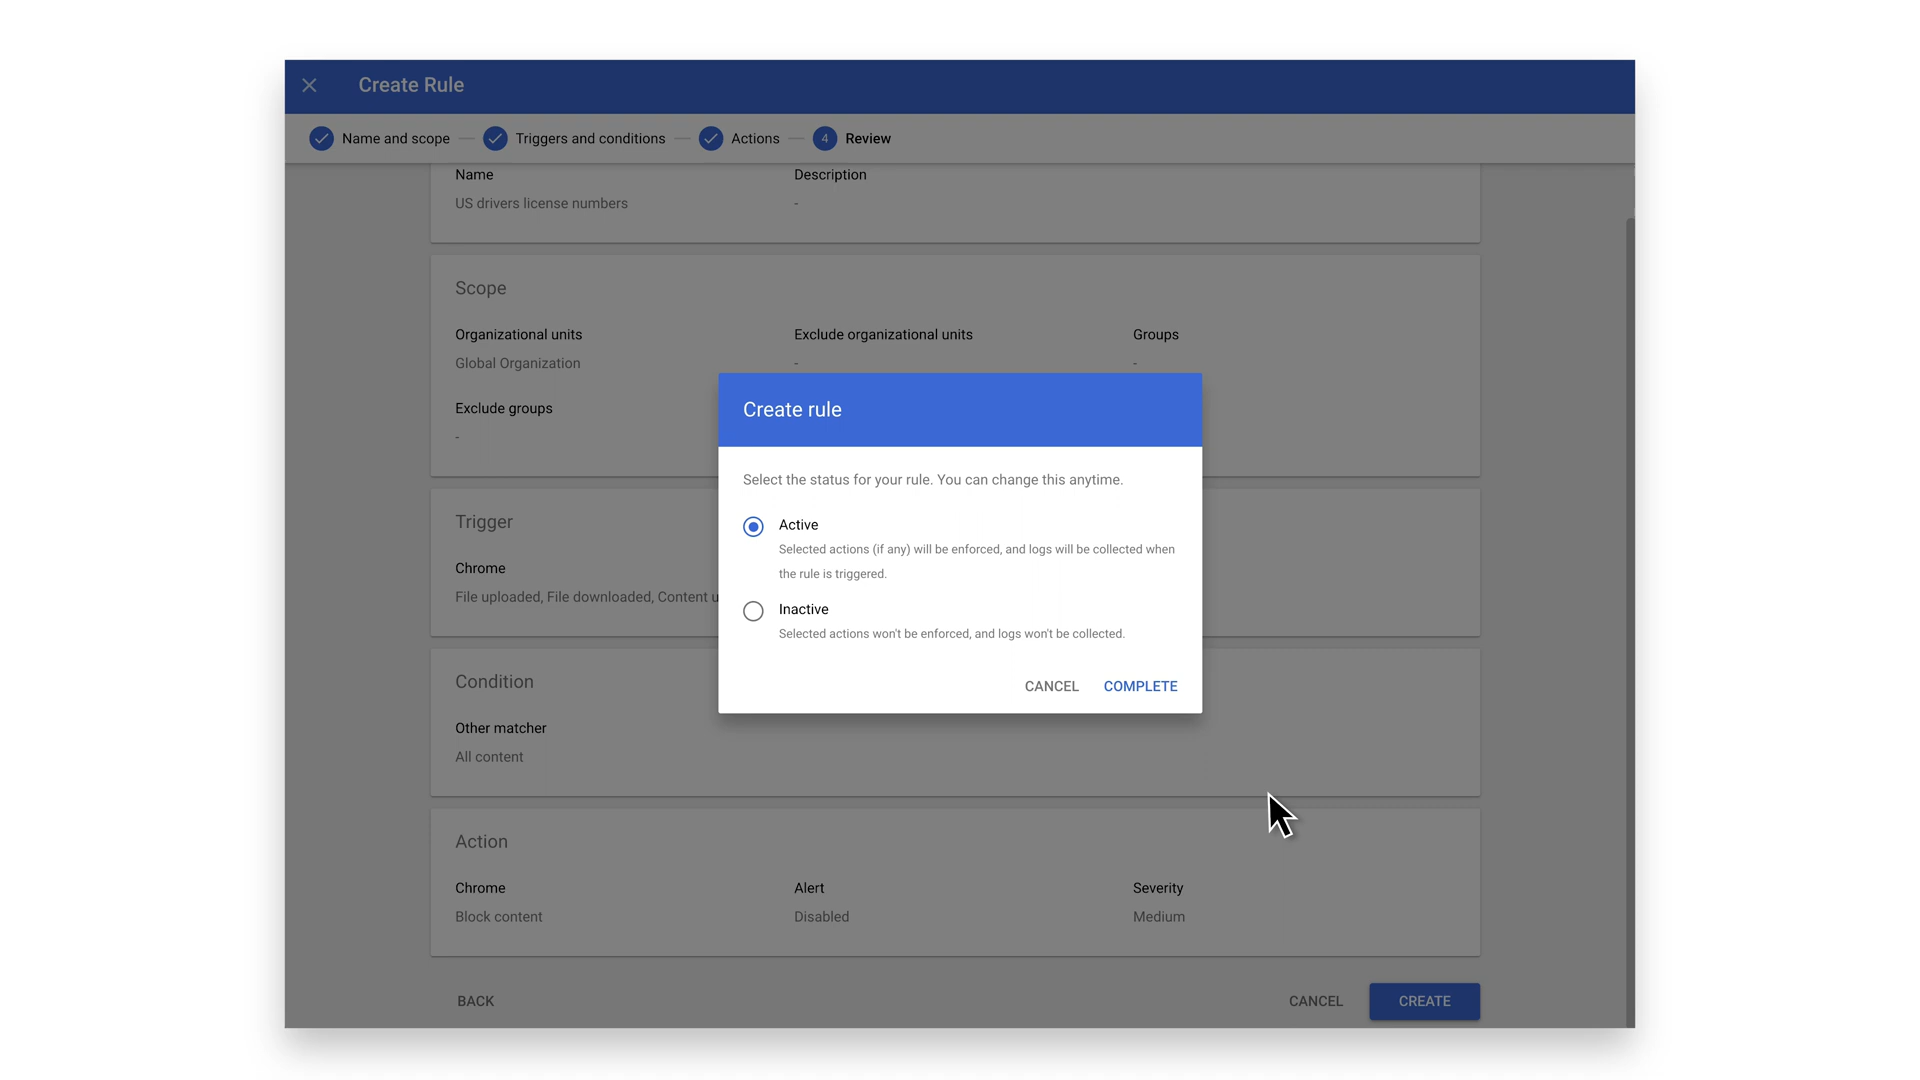 Create Rule
Name and scope
Triggers and conditions
Actions
4
Review
Name
Description
US drivers license numbers
-
Scope
Organizational units
Exclude organizational units
Groups
Global Organization
-
-
Exclude groups
-
Create rule
Select the status for your rule. You can change this anytime.
Active
Selected actions (if any) will be enforced, and logs will be collected when
the rule is triggered.
Inactive
Selected actions won't be enforced, and logs won't be collected.
CANCEL
COMPLETE
Trigger
Chrome
File uploaded, File downloaded, Content u
Condition
Other matcher
All content
Action
Chrome
Alert
Severity
Block content
Disabled
Medium
BACK
CANCEL
CREATE